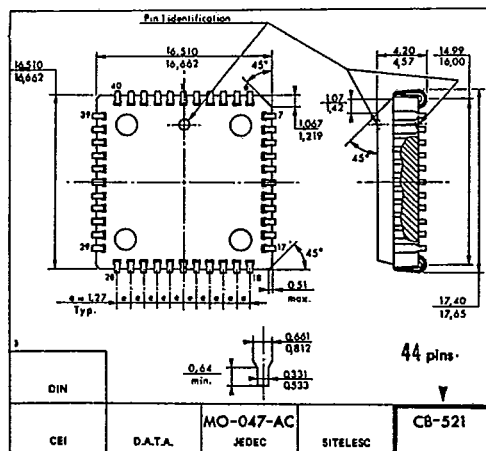 Pin 1 identification
16,510
16,662
4,20
4,57
14,99
16,00
16,510
16,662
40
45°
1,07
1,42
39
7
1,067
1,219
45°
29
17
45°
28
18
e = 1,27
Typ.
e e e e e e e e e
0,51
max.
17,40
17,65
0,661
0,812
0,64
min.
0,331
0,533
44 pins.
3
DIN
MO-047-AC
CB-521
CEI
D.A.T.A.
JEDEC
SITELESC